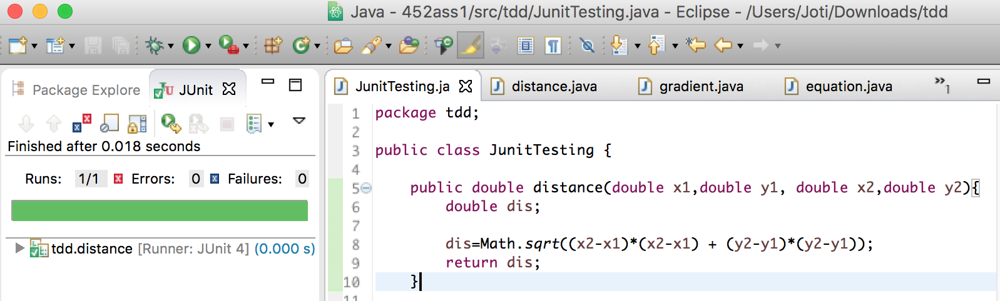 Java - 452ass1/src/tdd/JunitTesting.java - Eclipse - /Users/Joti/Downloads/tdd
Package Explore JUnit
Finished after 0.018 seconds
Runs: 1/1 Errors: 0 Failures: 0
tdd.distance [Runner: JUnit 4] (0.000 s)
JunitTesting.ja distance.java gradient.java equation.java »1
1 package tdd;
2
3 public class JunitTesting {
4
5 public double distance(double x1,double y1, double x2,double y2){
6 double dis;
7
8 dis=Math.sqrt((x2-x1)*(x2-x1) + (y2-y1)*(y2-y1));
9 return dis;
10 }